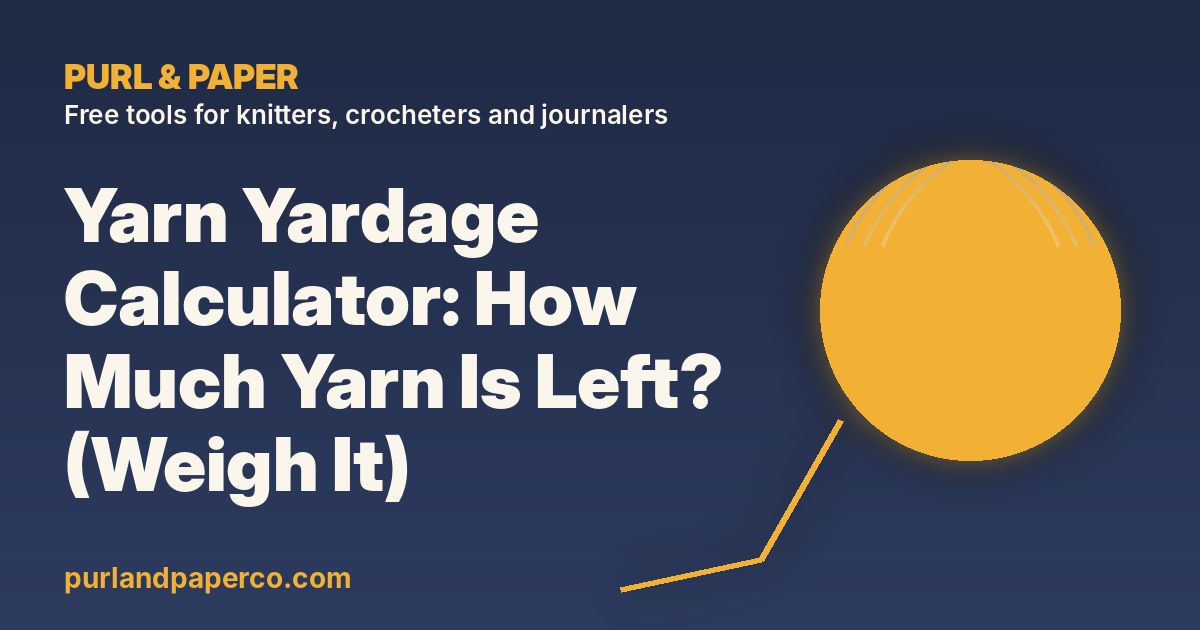 PURL & PAPER
Free tools for knitters, crocheters and journalers
Yarn Yardage
Calculator: How
Much Yarn Is Left?
(Weigh It)
purlandpaperco.com